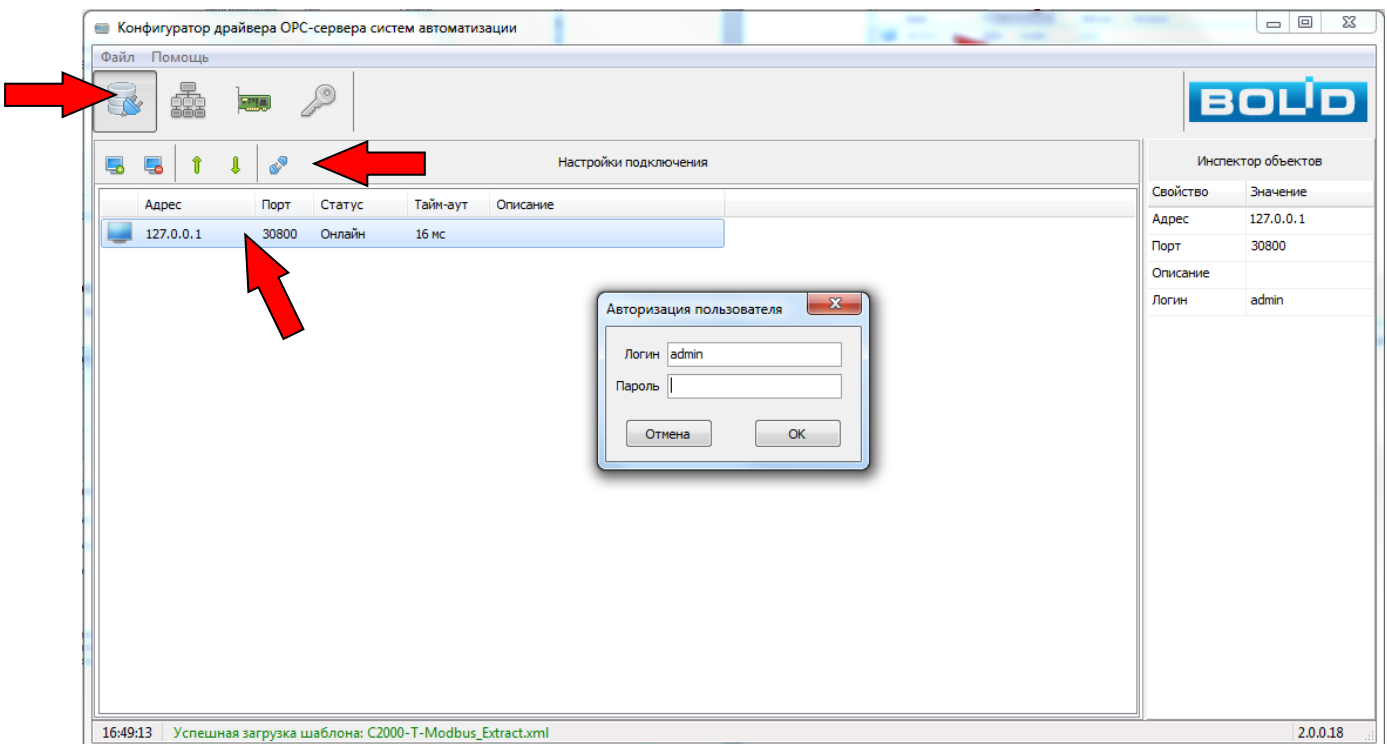 Конфигуратор драйвера OPC-сервера систем автоматизации
Файл Помощь
BOLID
Настройки подключения
Инспектор объектов
Адрес Порт Статус Тайм-аут Описание
127.0.0.1 30800 Онлайн 16 мс
Свойство Значение
Адрес 127.0.0.1
Порт 30800
Описание
Логин admin
Авторизация пользователя
Логин admin
Пароль
Отмена OK
16:49:13 Успешная загрузка шаблона: C2000-T-Modbus_Extract.xml 2.0.0.18